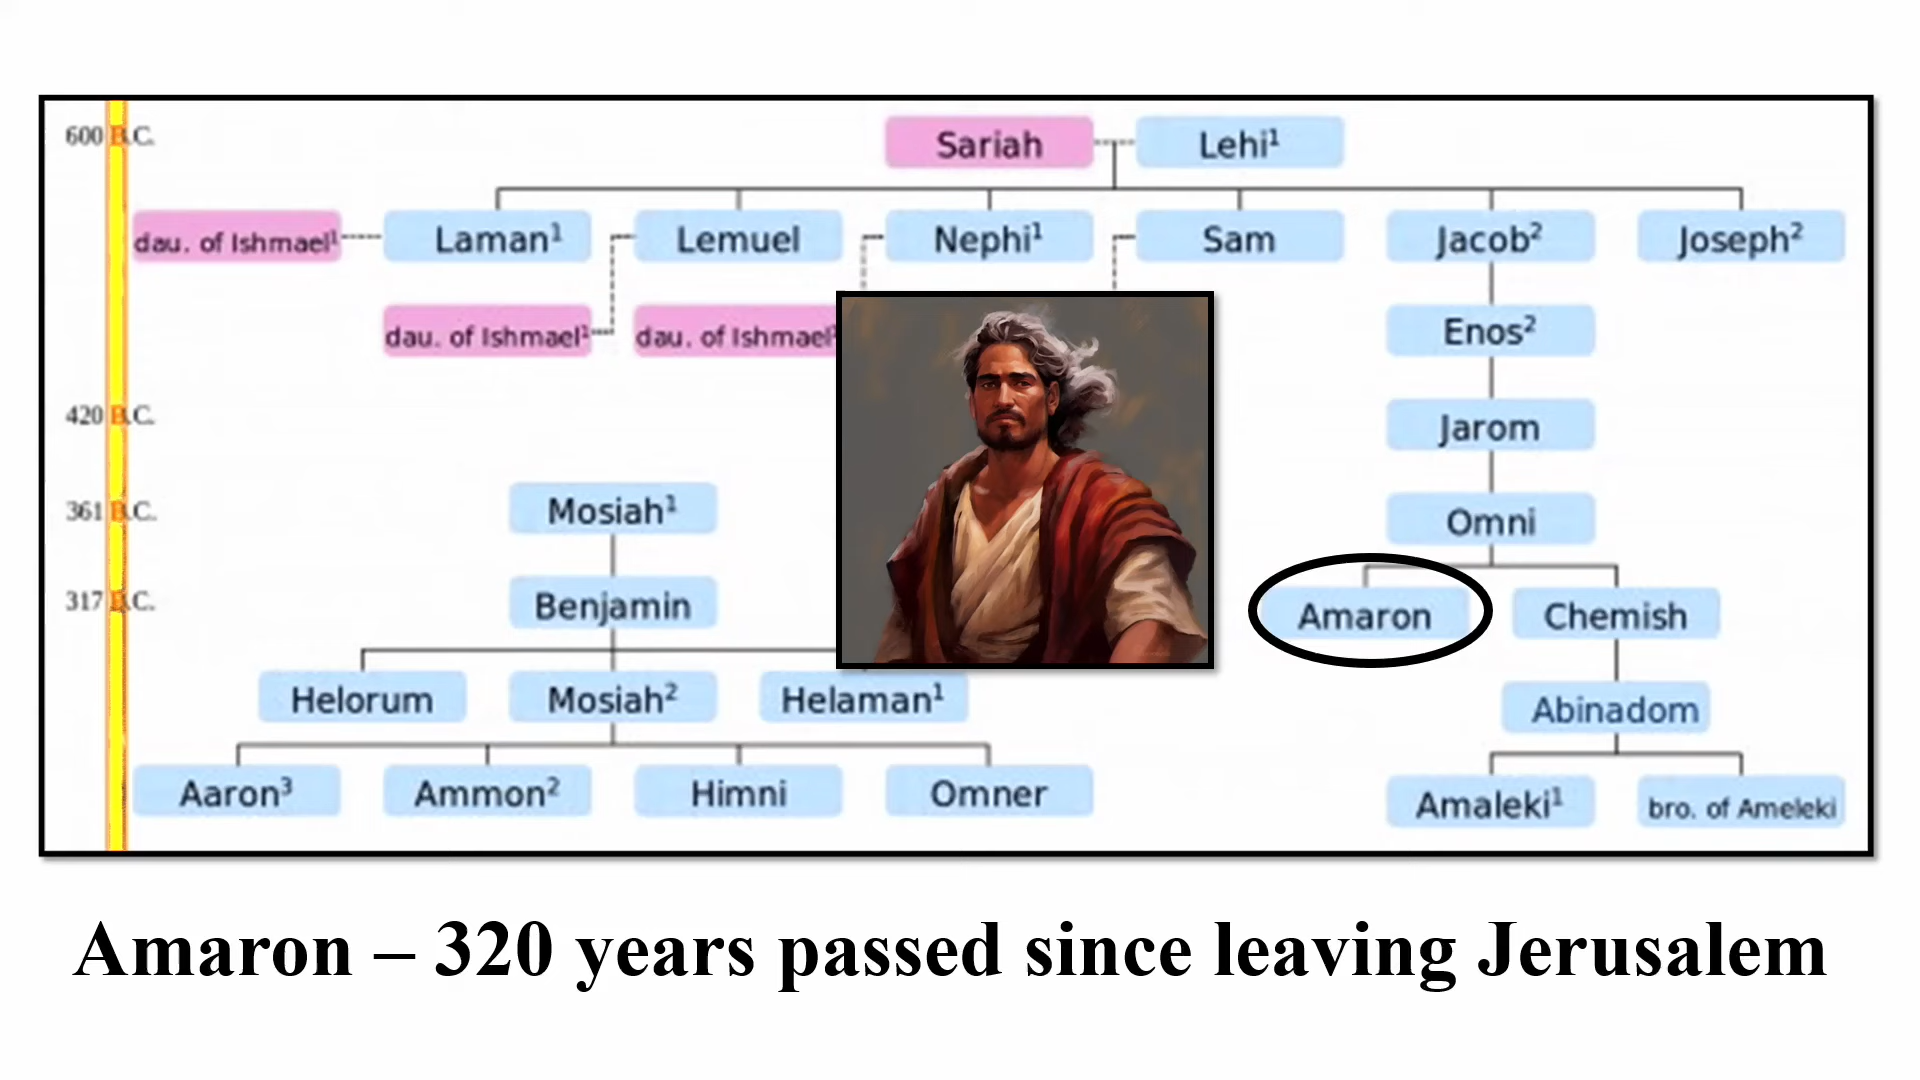 600 B.C.
Sariah
Lehi¹
dau. of Ishmael¹
Laman¹
Lemuel
Nephi¹
Sam
Jacob²
Joseph²
dau. of Ishmael¹
dau. of Ishmael¹
Enos²
420 B.C.
Jarom
361 B.C.
Mosiah¹
Omni
317 B.C.
Benjamin
Amaron
Chemish
Helorum
Mosiah²
Helaman¹
Abinadom
Aaron³
Ammon²
Himni
Omner
Amaleki¹
bro. of Ameleki
Amaron – 320 years passed since leaving Jerusalem